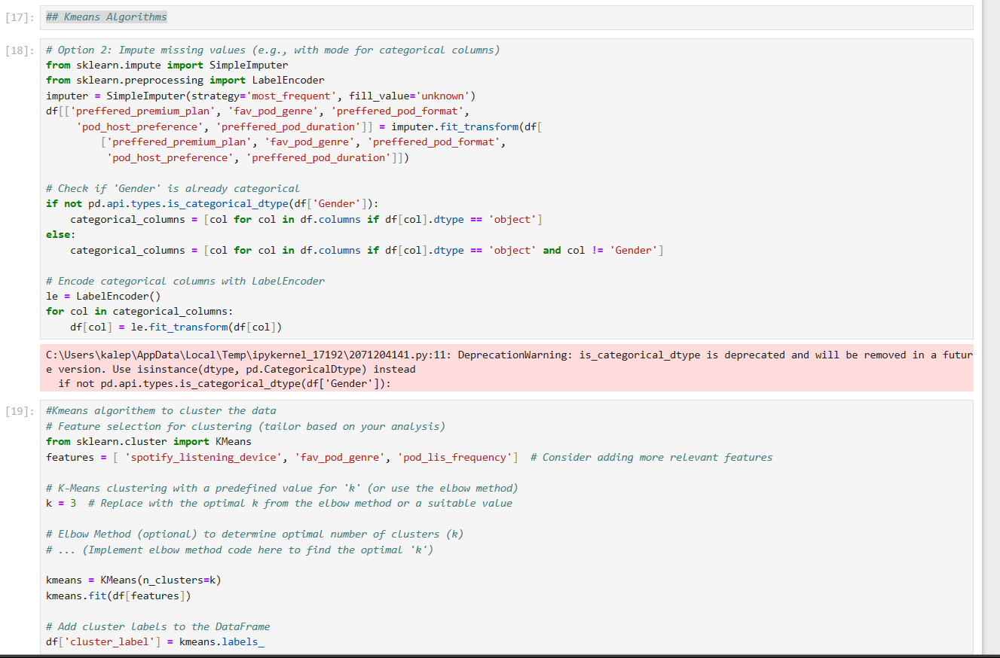 [17]: ## Kmeans Algorithms
[18]: # Option 2: Impute missing values (e.g., with mode for categorical columns)
from sklearn.impute import SimpleImputer
from sklearn.preprocessing import LabelEncoder
imputer = SimpleImputer(strategy='most_frequent', fill_value='unknown')
df[['preffered_premium_plan', 'fav_pod_genre', 'preffered_pod_format',
     'pod_host_preference', 'preffered_pod_duration']] = imputer.fit_transform(df[
         ['preffered_premium_plan', 'fav_pod_genre', 'preffered_pod_format',
          'pod_host_preference', 'preffered_pod_duration']])
# Check if 'Gender' is already categorical
if not pd.api.types.is_categorical_dtype(df['Gender']):
    categorical_columns = [col for col in df.columns if df[col].dtype == 'object']
else:
    categorical_columns = [col for col in df.columns if df[col].dtype == 'object' and col != 'Gender']
# Encode categorical columns with LabelEncoder
le = LabelEncoder()
for col in categorical_columns:
    df[col] = le.fit_transform(df[col])
C:\Users\kalep\AppData\Local\Temp\ipykernel_17192\2071204141.py:11: DeprecationWarning: is_categorical_dtype is deprecated and will be removed in a futur
e version. Use isinstance(dtype, pd.CategoricalDtype) instead
  if not pd.api.types.is_categorical_dtype(df['Gender']):
[19]: #Kmeans algorithem to cluster the data
# Feature selection for clustering (tailor based on your analysis)
from sklearn.cluster import KMeans
features = [ 'spotify_listening_device', 'fav_pod_genre', 'pod_lis_frequency']  # Consider adding more relevant features
# K-Means clustering with a predefined value for 'k' (or use the elbow method)
k = 3  # Replace with the optimal k from the elbow method or a suitable value
# Elbow Method (optional) to determine optimal number of clusters (k)
# ... (Implement elbow method code here to find the optimal 'k')
kmeans = KMeans(n_clusters=k)
kmeans.fit(df[features])
# Add cluster labels to the DataFrame
df['cluster_label'] = kmeans.labels_